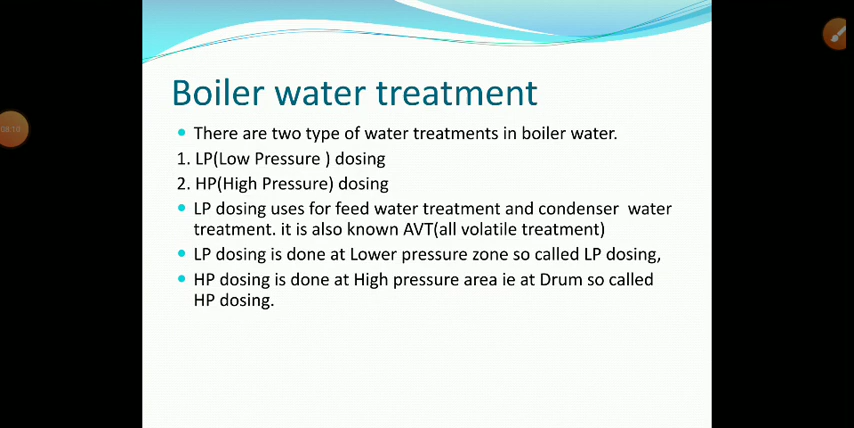 Boiler water treatment
• There are two type of water treatments in boiler water.
1. LP(Low Pressure ) dosing
2. HP(High Pressure) dosing
• LP dosing uses for feed water treatment and condenser water
treatment. it is also known AVT(all volatile treatment)
• LP dosing is done at Lower pressure zone so called LP dosing,
• HP dosing is done at High pressure area ie at Drum so called
HP dosing.
08:10